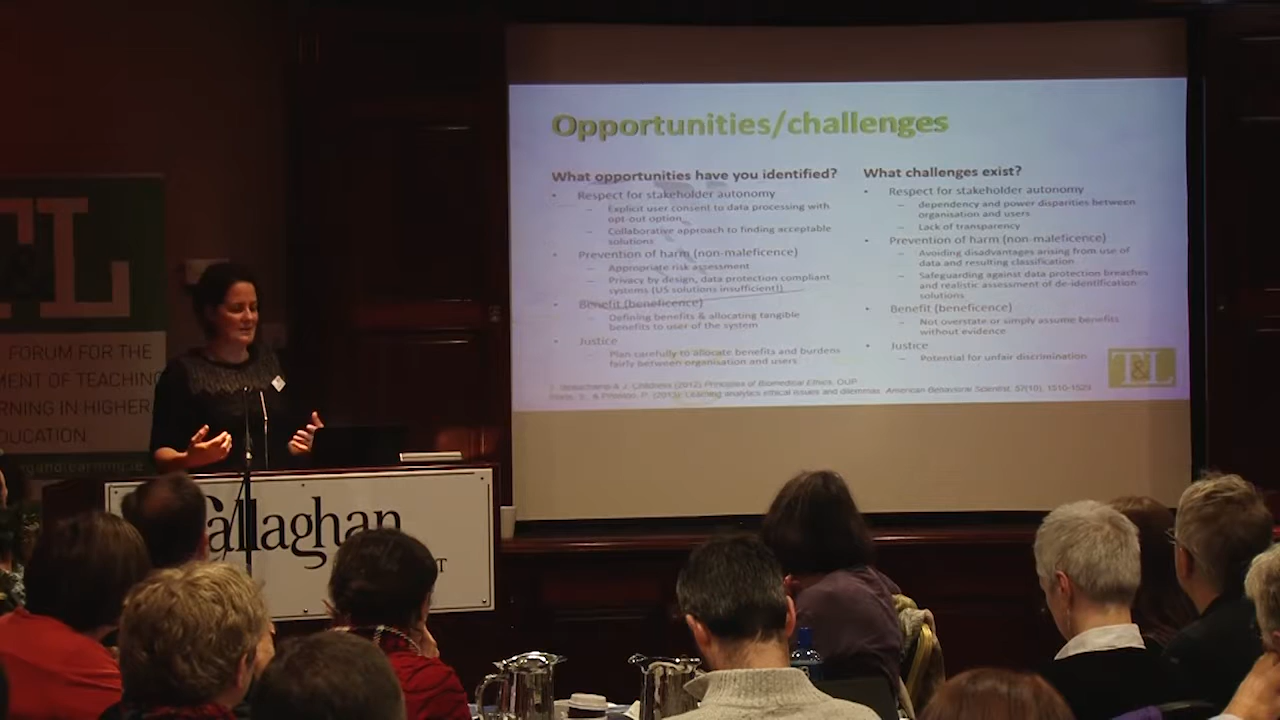 Opportunities/challenges
What opportunities have you identified?
• Respect for stakeholder autonomy
– Explicit user consent to data processing with
opt-out option
– Collaborative approach to finding acceptable
solutions
• Prevention of harm (non-maleficence)
– Appropriate risk assessment
– Privacy by design, data protection compliant
systems (US solutions insufficient!)
• Benefit (beneficence)
– Defining benefits & allocating tangible
benefits to user of the system
• Justice
– Plan carefully to allocate benefits and burdens
fairly between organisation and users
What challenges exist?
• Respect for stakeholder autonomy
– dependency and power disparities between
organisation and users
– Lack of transparency
• Prevention of harm (non-maleficence)
– Avoiding disadvantages arising from use of
data and resulting classification
– Safeguarding against data protection breaches
and realistic assessment of de-identification
solutions
• Benefit (beneficence)
– Not overstate or simply assume benefits
without evidence
• Justice
– Potential for unfair discrimination
T&L
& J. Childress (2012) Principles of Biomedical Ethics, OUP
& Prinsloo, P. (2013) Learning analytics ethical issues and dilemmas. American Behavioral Scientist, 57(10), 1510-1529
T&L
FORUM FOR THE
MENT OF TEACHING
RNING IN HIGHER
DUCATION
allaghan
T